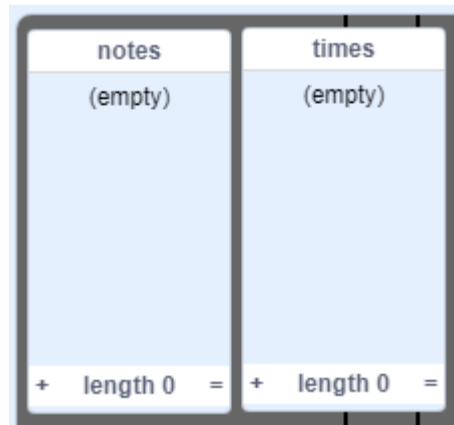 notes
(empty)
+ length 0 =
times
(empty)
+ length 0 =